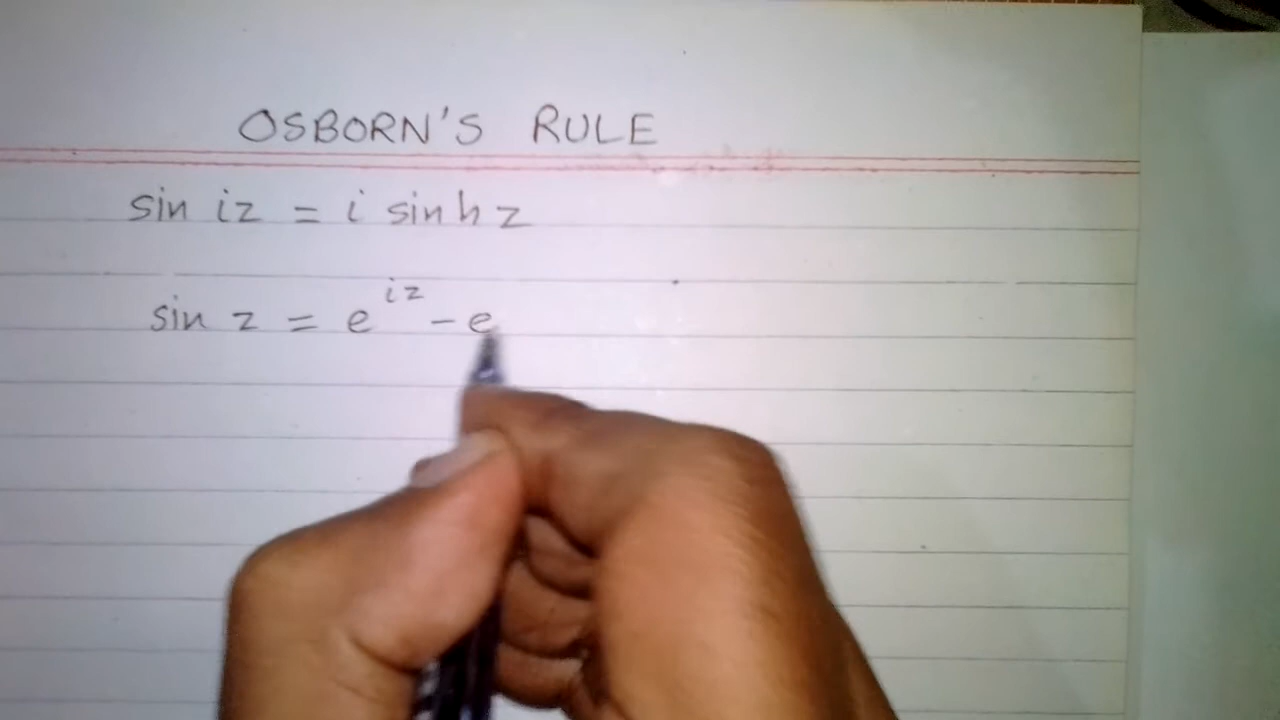 OSBORN'S RULE
sin iz = i sinh z
sin z = e^iz - e